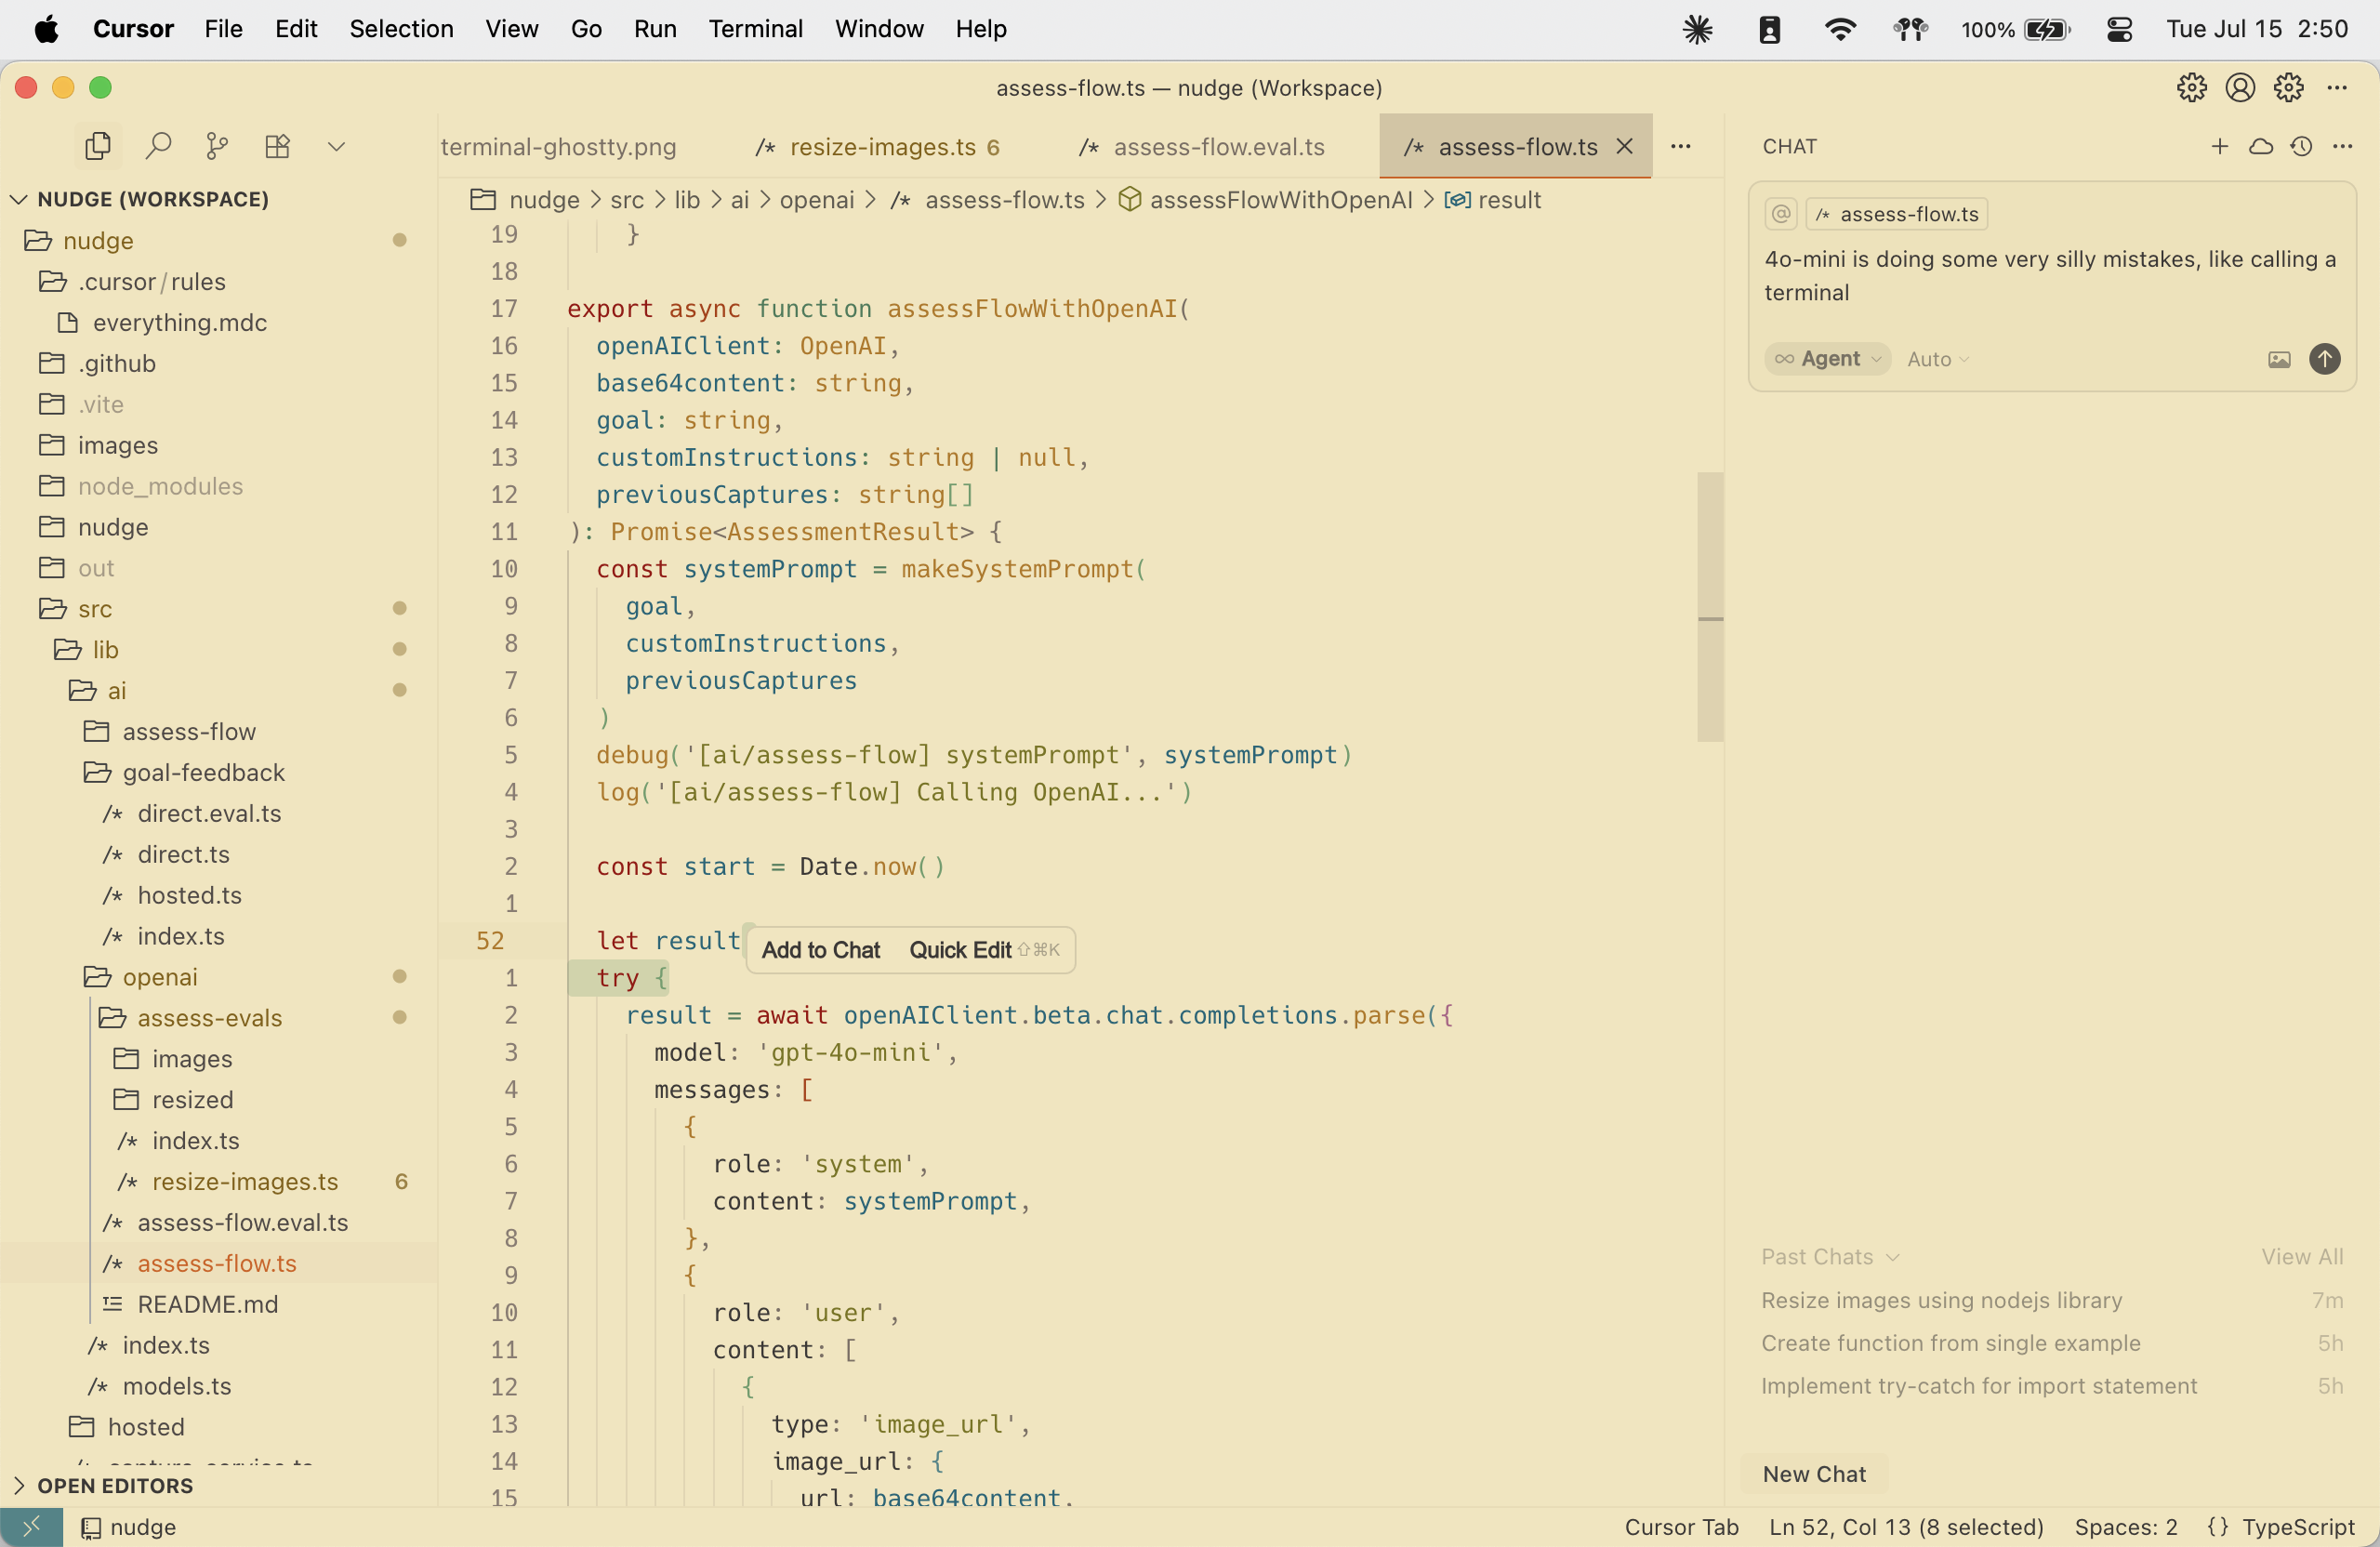 Cursor File Edit Selection View Go Run Terminal Window Help 100% Tue Jul 15 2:50
assess-flow.ts — nudge (Workspace)
NUDGE (WORKSPACE)
nudge
.cursor/rules
everything.mdc
.github
.vite
images
node_modules
nudge
out
src
lib
ai
assess-flow
goal-feedback
/* direct.eval.ts
/* direct.ts
/* hosted.ts
/* index.ts
openai
assess-evals
images
resized
/* index.ts
/* resize-images.ts 6
/* assess-flow.eval.ts
/* assess-flow.ts
README.md
/* index.ts
/* models.ts
hosted
OPEN EDITORS
terminal-ghostty.png /* resize-images.ts 6 /* assess-flow.eval.ts /* assess-flow.ts
nudge > src > lib > ai > openai > /* assess-flow.ts > assessFlowWithOpenAI > result
19 }
18
17 export async function assessFlowWithOpenAI(
16 openAIClient: OpenAI,
15 base64content: string,
14 goal: string,
13 customInstructions: string | null,
12 previousCaptures: string[]
11 ): Promise<AssessmentResult> {
10 const systemPrompt = makeSystemPrompt(
9 goal,
8 customInstructions,
7 previousCaptures
6 )
5 debug('[ai/assess-flow] systemPrompt', systemPrompt)
4 log('[ai/assess-flow] Calling OpenAI...')
3
2 const start = Date.now()
1
52 let result
Add to Chat Quick Edit ⇧⌘K
1 try {
2 result = await openAIClient.beta.chat.completions.parse({
3 model: 'gpt-4o-mini',
4 messages: [
5 {
6 role: 'system',
7 content: systemPrompt,
8 },
9 {
10 role: 'user',
11 content: [
12 {
13 type: 'image_url',
14 image_url: {
15 url: base64content,
CHAT
@ /* assess-flow.ts
4o-mini is doing some very silly mistakes, like calling a
terminal
∞ Agent Auto
Past Chats View All
Resize images using nodejs library 7m
Create function from single example 5h
Implement try-catch for import statement 5h
New Chat
nudge Cursor Tab Ln 52, Col 13 (8 selected) Spaces: 2 {} TypeScript